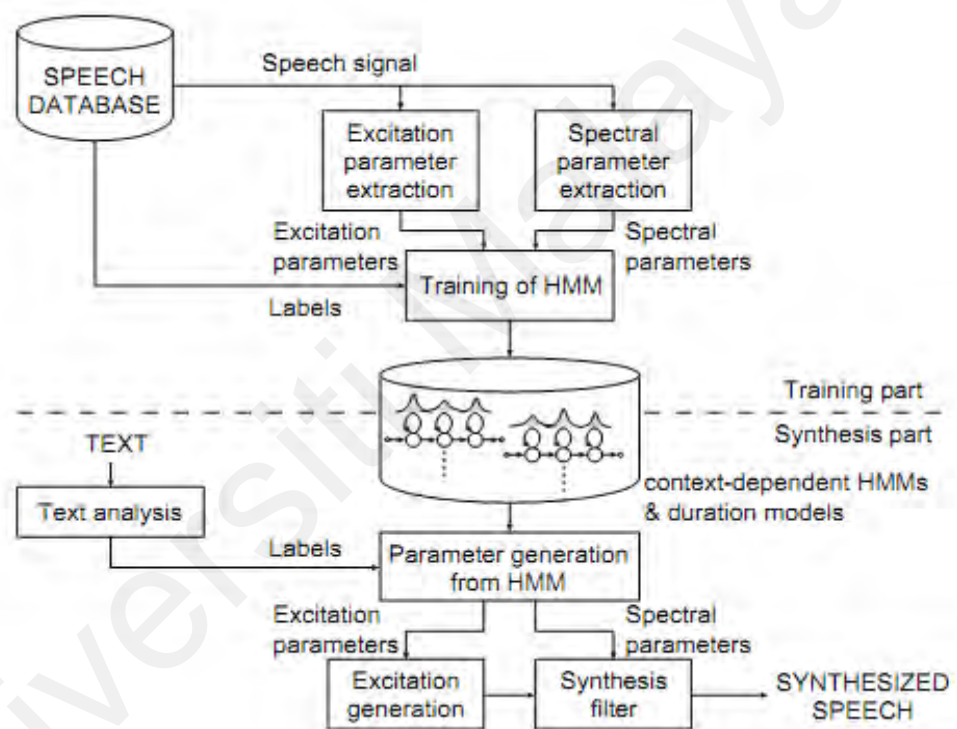 Speech signal
SPEECH
DATABASE
Excitation
parameter
extraction
Spectral
parameter
extraction
Excitation
parameters
Spectral
parameters
Training of HMM
Labels
Training part
Synthesis part
TEXT
context-dependent HMMs
& duration models
Text analysis
Labels
Parameter generation
from HMM
Excitation
parameters
Spectral
parameters
Excitation
generation
Synthesis
filter
SYNTHESIZED
SPEECH
versiti Malaya